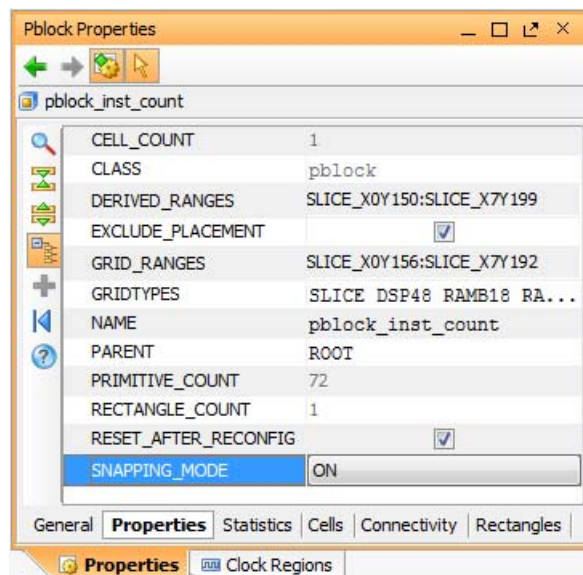 Pblock Properties
pblock_inst_count
CELL_COUNT 1
CLASS pblock
DERIVED_RANGES SLICE_X0Y150:SLICE_X7Y199
EXCLUDE_PLACEMENT
GRID_RANGES SLICE_X0Y156:SLICE_X7Y192
GRIDTYPES SLICE DSP48 RAMB18 RA...
NAME pblock_inst_count
PARENT ROOT
PRIMITIVE_COUNT 72
RECTANGLE_COUNT 1
RESET_AFTER_RECONFIG
SNAPPING_MODE ON
General Properties Statistics Cells Connectivity Rectangles
Properties Clock Regions